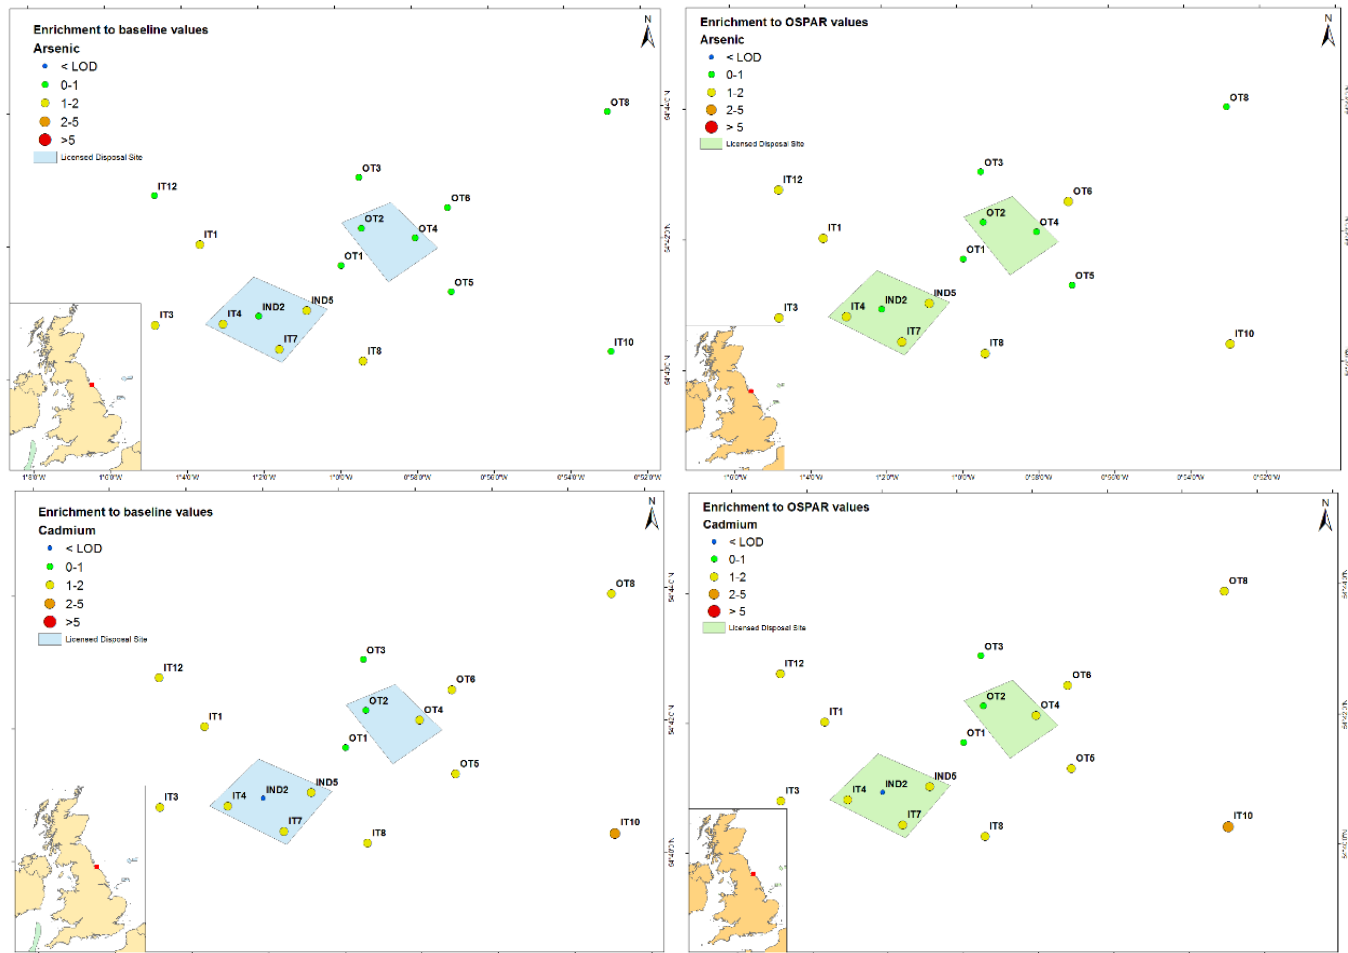 Enrichment to baseline values
Arsenic
< LOD
0-1
1-2
2-5
>5
Licensed Disposal Site
N
OT8
OT3
IT12
OT6
OT2
OT4
IT1
OT1
OT5
IND5
IND2
IT4
IT3
IT7
IT8
IT10
Enrichment to OSPAR values
Arsenic
< LOD
0-1
1-2
2-5
> 5
Licensed Disposal Site
N
OT8
OT3
IT12
OT6
OT2
OT4
IT1
OT1
OT5
IND5
IND2
IT4
IT3
IT7
IT8
IT10
Enrichment to baseline values
Cadmium
< LOD
0-1
1-2
2-5
>5
Licensed Disposal Site
N
OT8
OT3
IT12
OT6
OT2
OT4
IT1
OT1
OT5
IND5
IND2
IT4
IT3
IT7
IT8
IT10
Enrichment to OSPAR values
Cadmium
< LOD
0-1
1-2
2-5
> 5
Licensed Disposal Site
N
OT8
OT3
IT12
OT6
OT2
OT4
IT1
OT1
OT5
IND5
IND2
IT4
IT3
IT7
IT8
IT10